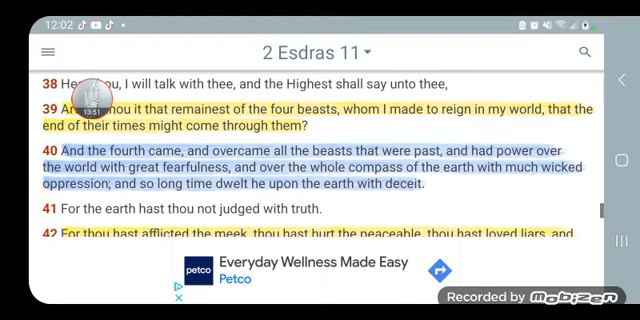 12:02
2 Esdras 11
38 Hear thou, I will talk with thee, and the Highest shall say unto thee,
39 thou it that remainest of the four beasts, whom I made to reign in my world, that the
end of their times might come through them?
40 And the fourth came, and overcame all the beasts that were past, and had power over
the world with great fearfulness, and over the whole compass of the earth with much wicked
oppression; and so long time dwelt he upon the earth with deceit.
41 For the earth hast thou not judged with truth.
42 For thou hast afflicted the meek, thou hast hurt the peaceable, thou hast loved liars, and
13:51
petco
Everyday Wellness Made Easy
Petco
Recorded by Mobizen